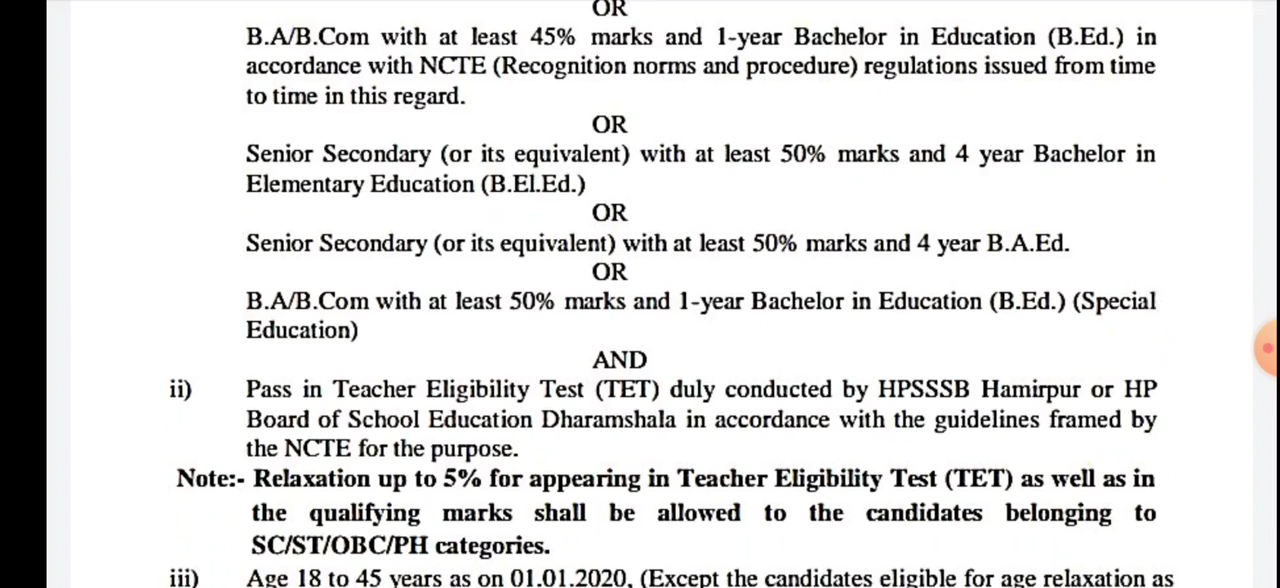 OR
B.A/B.Com with at least 45% marks and 1-year Bachelor in Education (B.Ed.) in
accordance with NCTE (Recognition norms and procedure) regulations issued from time
to time in this regard.
OR
Senior Secondary (or its equivalent) with at least 50% marks and 4 year Bachelor in
Elementary Education (B.El.Ed.)
OR
Senior Secondary (or its equivalent) with at least 50% marks and 4 year B.A.Ed.
OR
B.A/B.Com with at least 50% marks and 1-year Bachelor in Education (B.Ed.) (Special
Education)
AND
ii) Pass in Teacher Eligibility Test (TET) duly conducted by HPSSSB Hamirpur or HP
Board of School Education Dharamshala in accordance with the guidelines framed by
the NCTE for the purpose.
Note:- Relaxation up to 5% for appearing in Teacher Eligibility Test (TET) as well as in
the qualifying marks shall be allowed to the candidates belonging to
SC/ST/OBC/PH categories.
iii) Age 18 to 45 years as on 01.01.2020, (Except the candidates eligible for age relaxation as